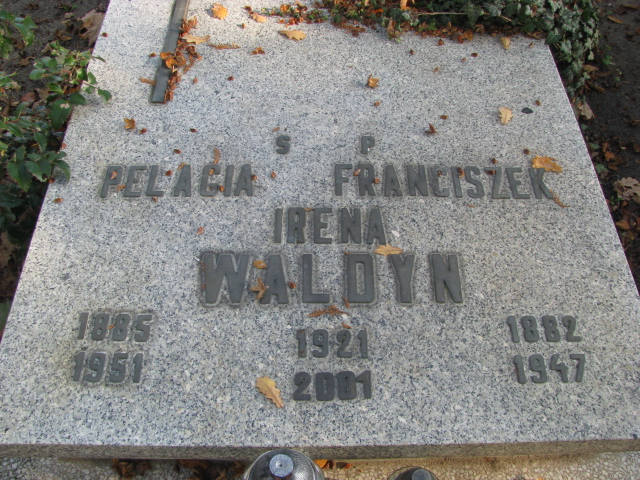 S P
PELAGIA FRANCISZEK
IRENA
WALDYN
1885 1921 1882
1951 2001 1947